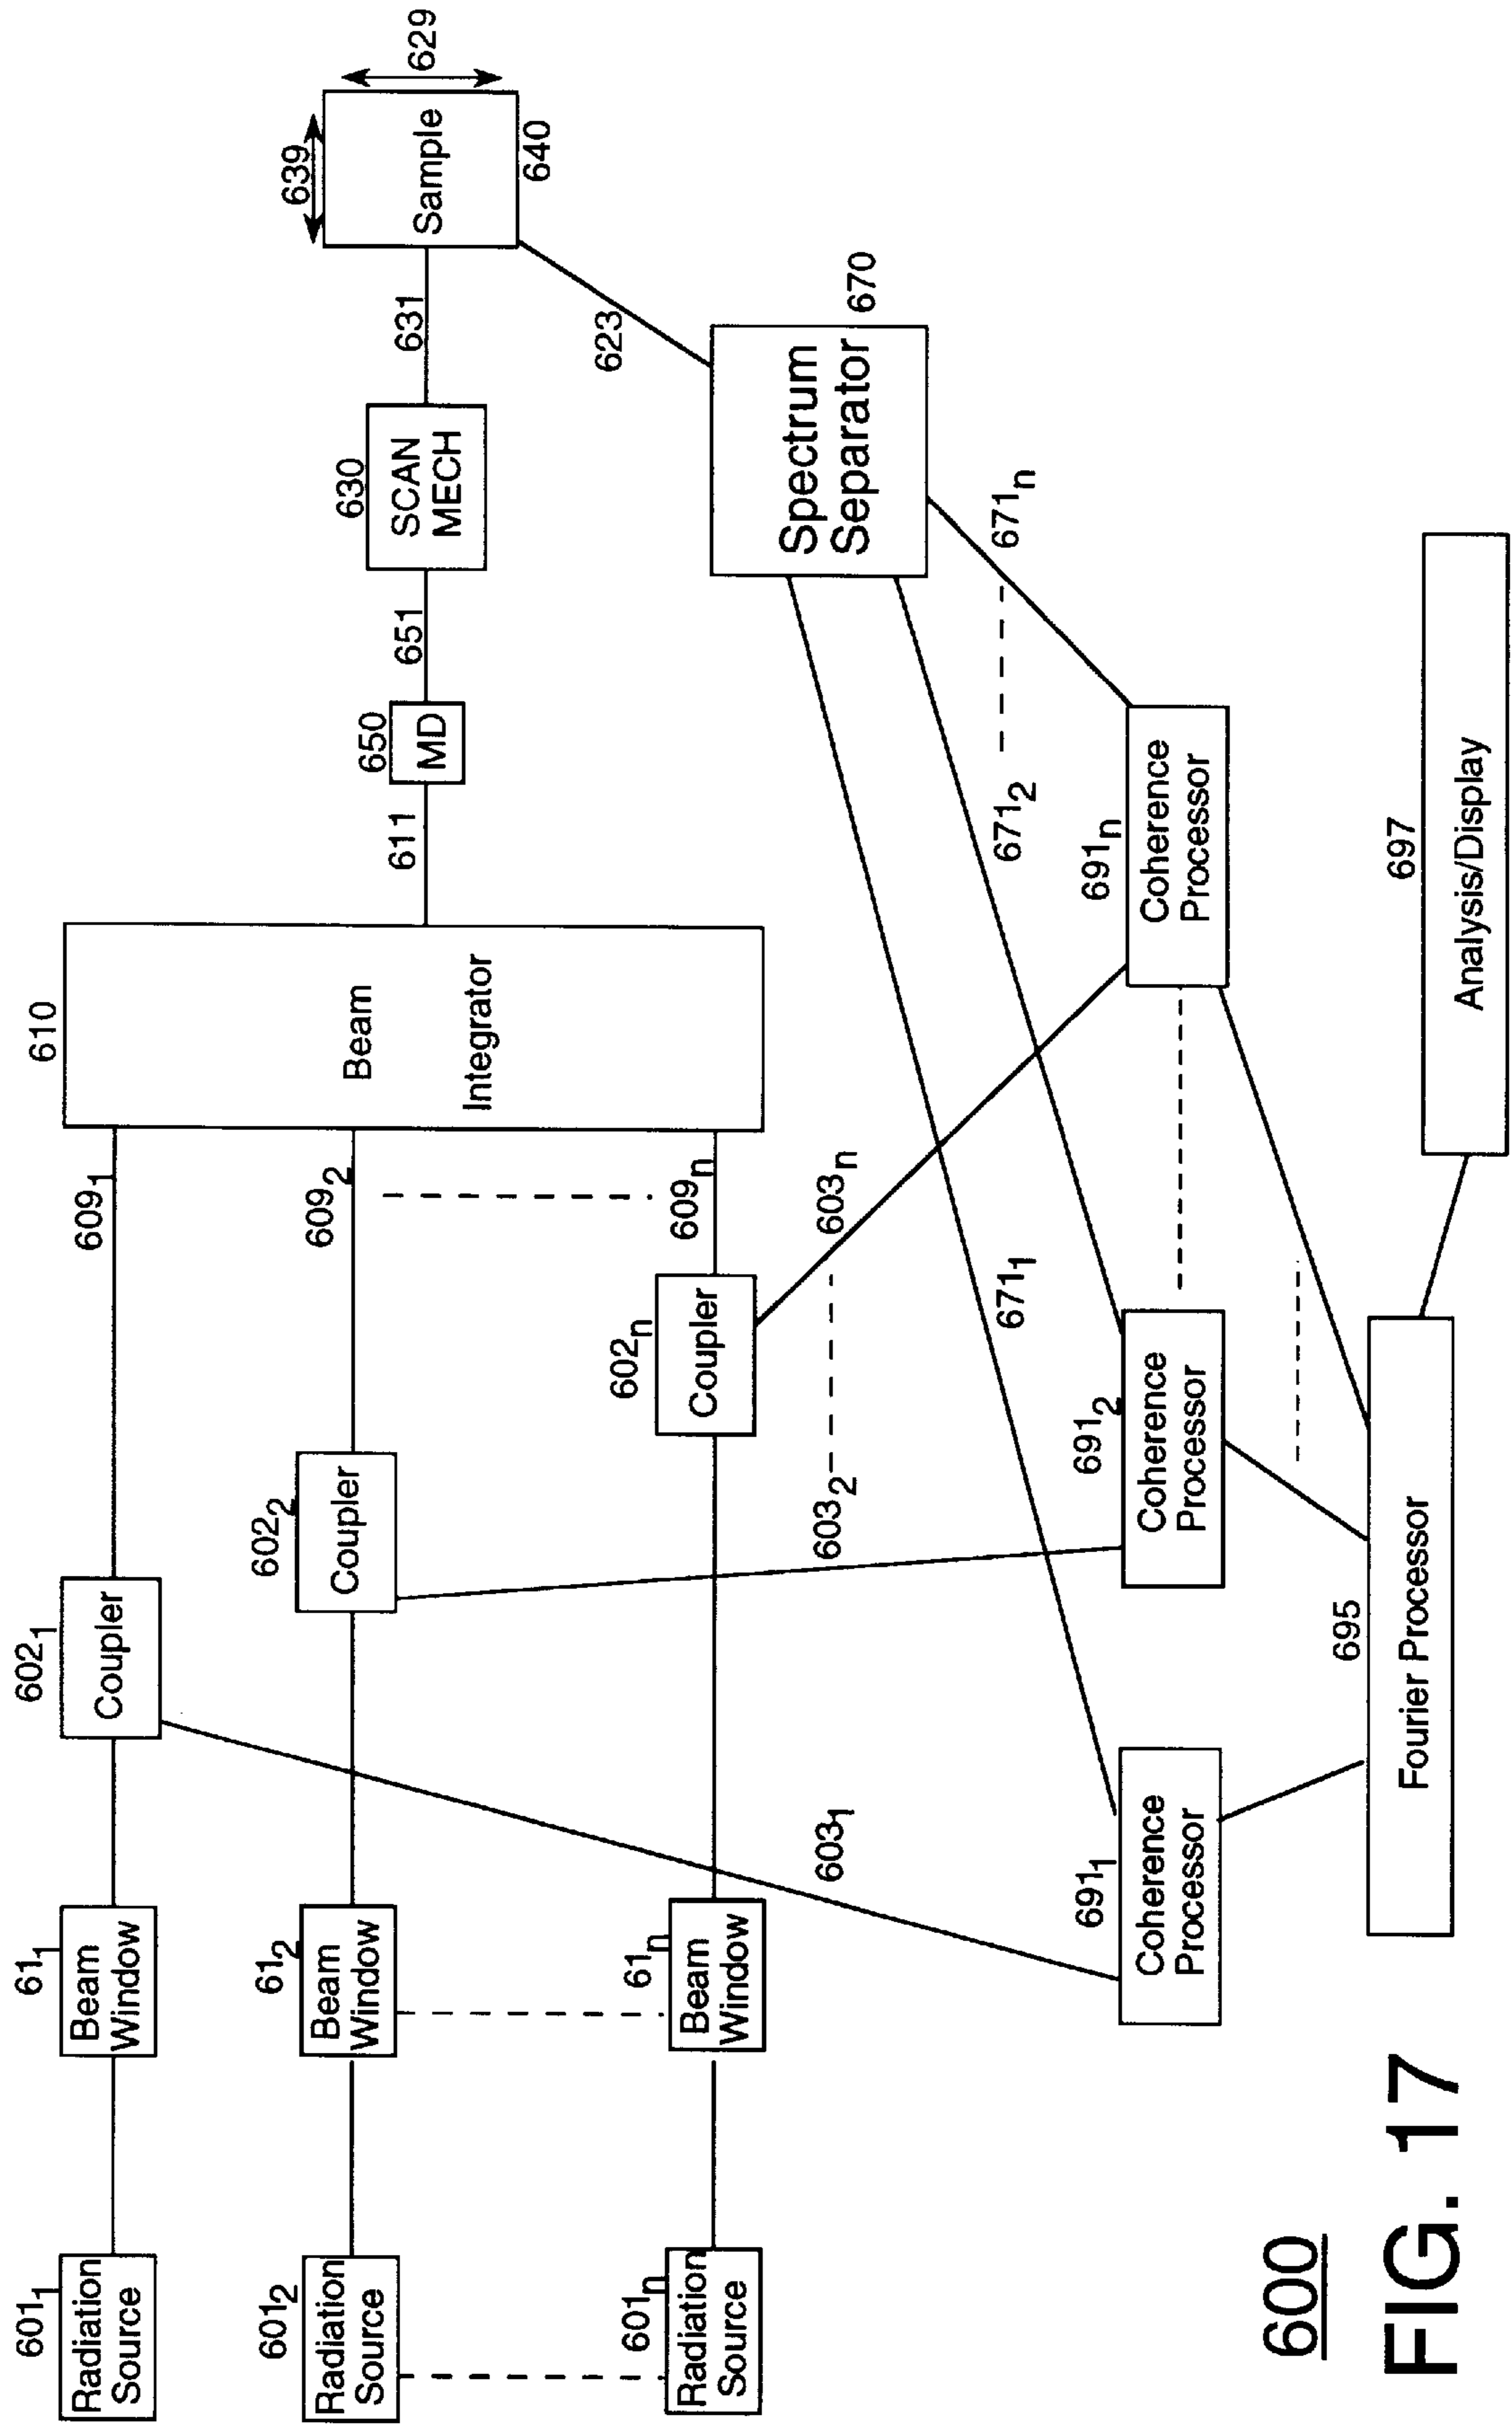 601₁
Radiation
Source
61₁
Beam
Window
602₁
Coupler
609₁
610
Beam
Integrator
601₂
Radiation
Source
61₂
Beam
Window
602₂
Coupler
609₂
601ₙ
Radiation
Source
61ₙ
Beam
Window
602ₙ
Coupler
609ₙ
611
650
MD
651
630
SCAN
MECH
631
639
Sample
629
640
623
670
Spectrum
Separator
603₁
603₂
603ₙ
671₁
671₂
671ₙ
691₁
Coherence
Processor
691₂
Coherence
Processor
691ₙ
Coherence
Processor
695
Fourier Processor
697
Analysis/Display
600
FIG. 17